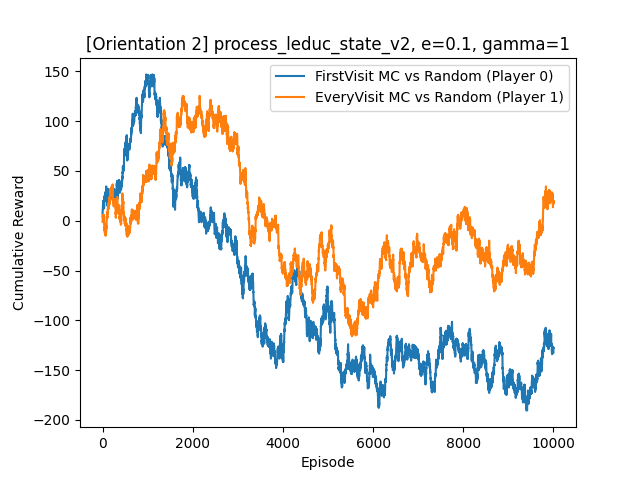 [Orientation 2] process_leduc_state_v2, e=0.1, gamma=1
FirstVisit MC vs Random (Player 0)
EveryVisit MC vs Random (Player 1)
Cumulative Reward
150
100
50
0
−50
−100
−150
−200
0
2000
4000
6000
8000
10000
Episode